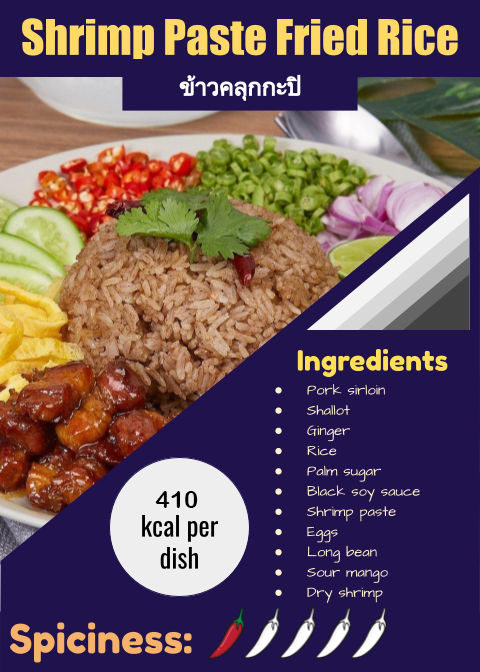 Shrimp Paste Fried Rice
ข้าวคลุกกะปิ
Ingredients
Pork sirloin
Shallot
Ginger
Rice
Palm sugar
Black soy sauce
Shrimp paste
Eggs
Long bean
Sour mango
Dry shrimp
410
kcal per
dish
Spiciness: